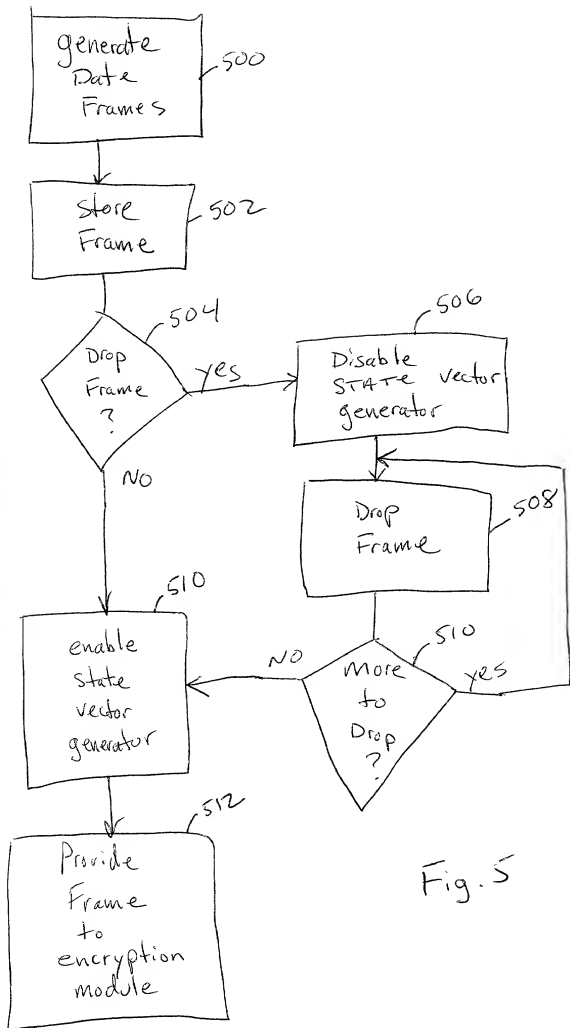 generate
Date
Frames
500
Store
Frame
502
504
Drop
Frame
?
yes
NO
506
Disable
STATE vector
generator
Drop
Frame
508
510
enable
state
vector
generator
NO
510
More
to
Drop
?
yes
512
Provide
Frame
to
encryption
module
Fig. 5